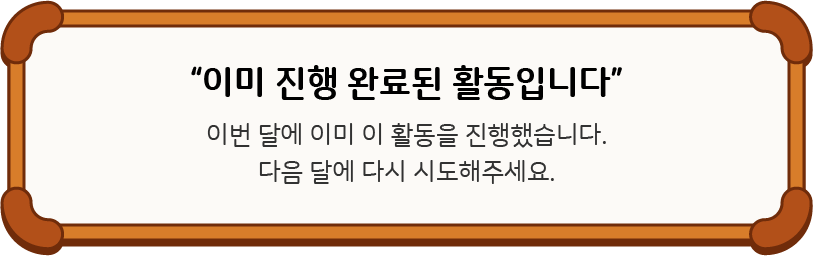 “이미 진행 완료된 활동입니다”
이번 달에 이미 이 활동을 진행했습니다.
다음 달에 다시 시도해주세요.